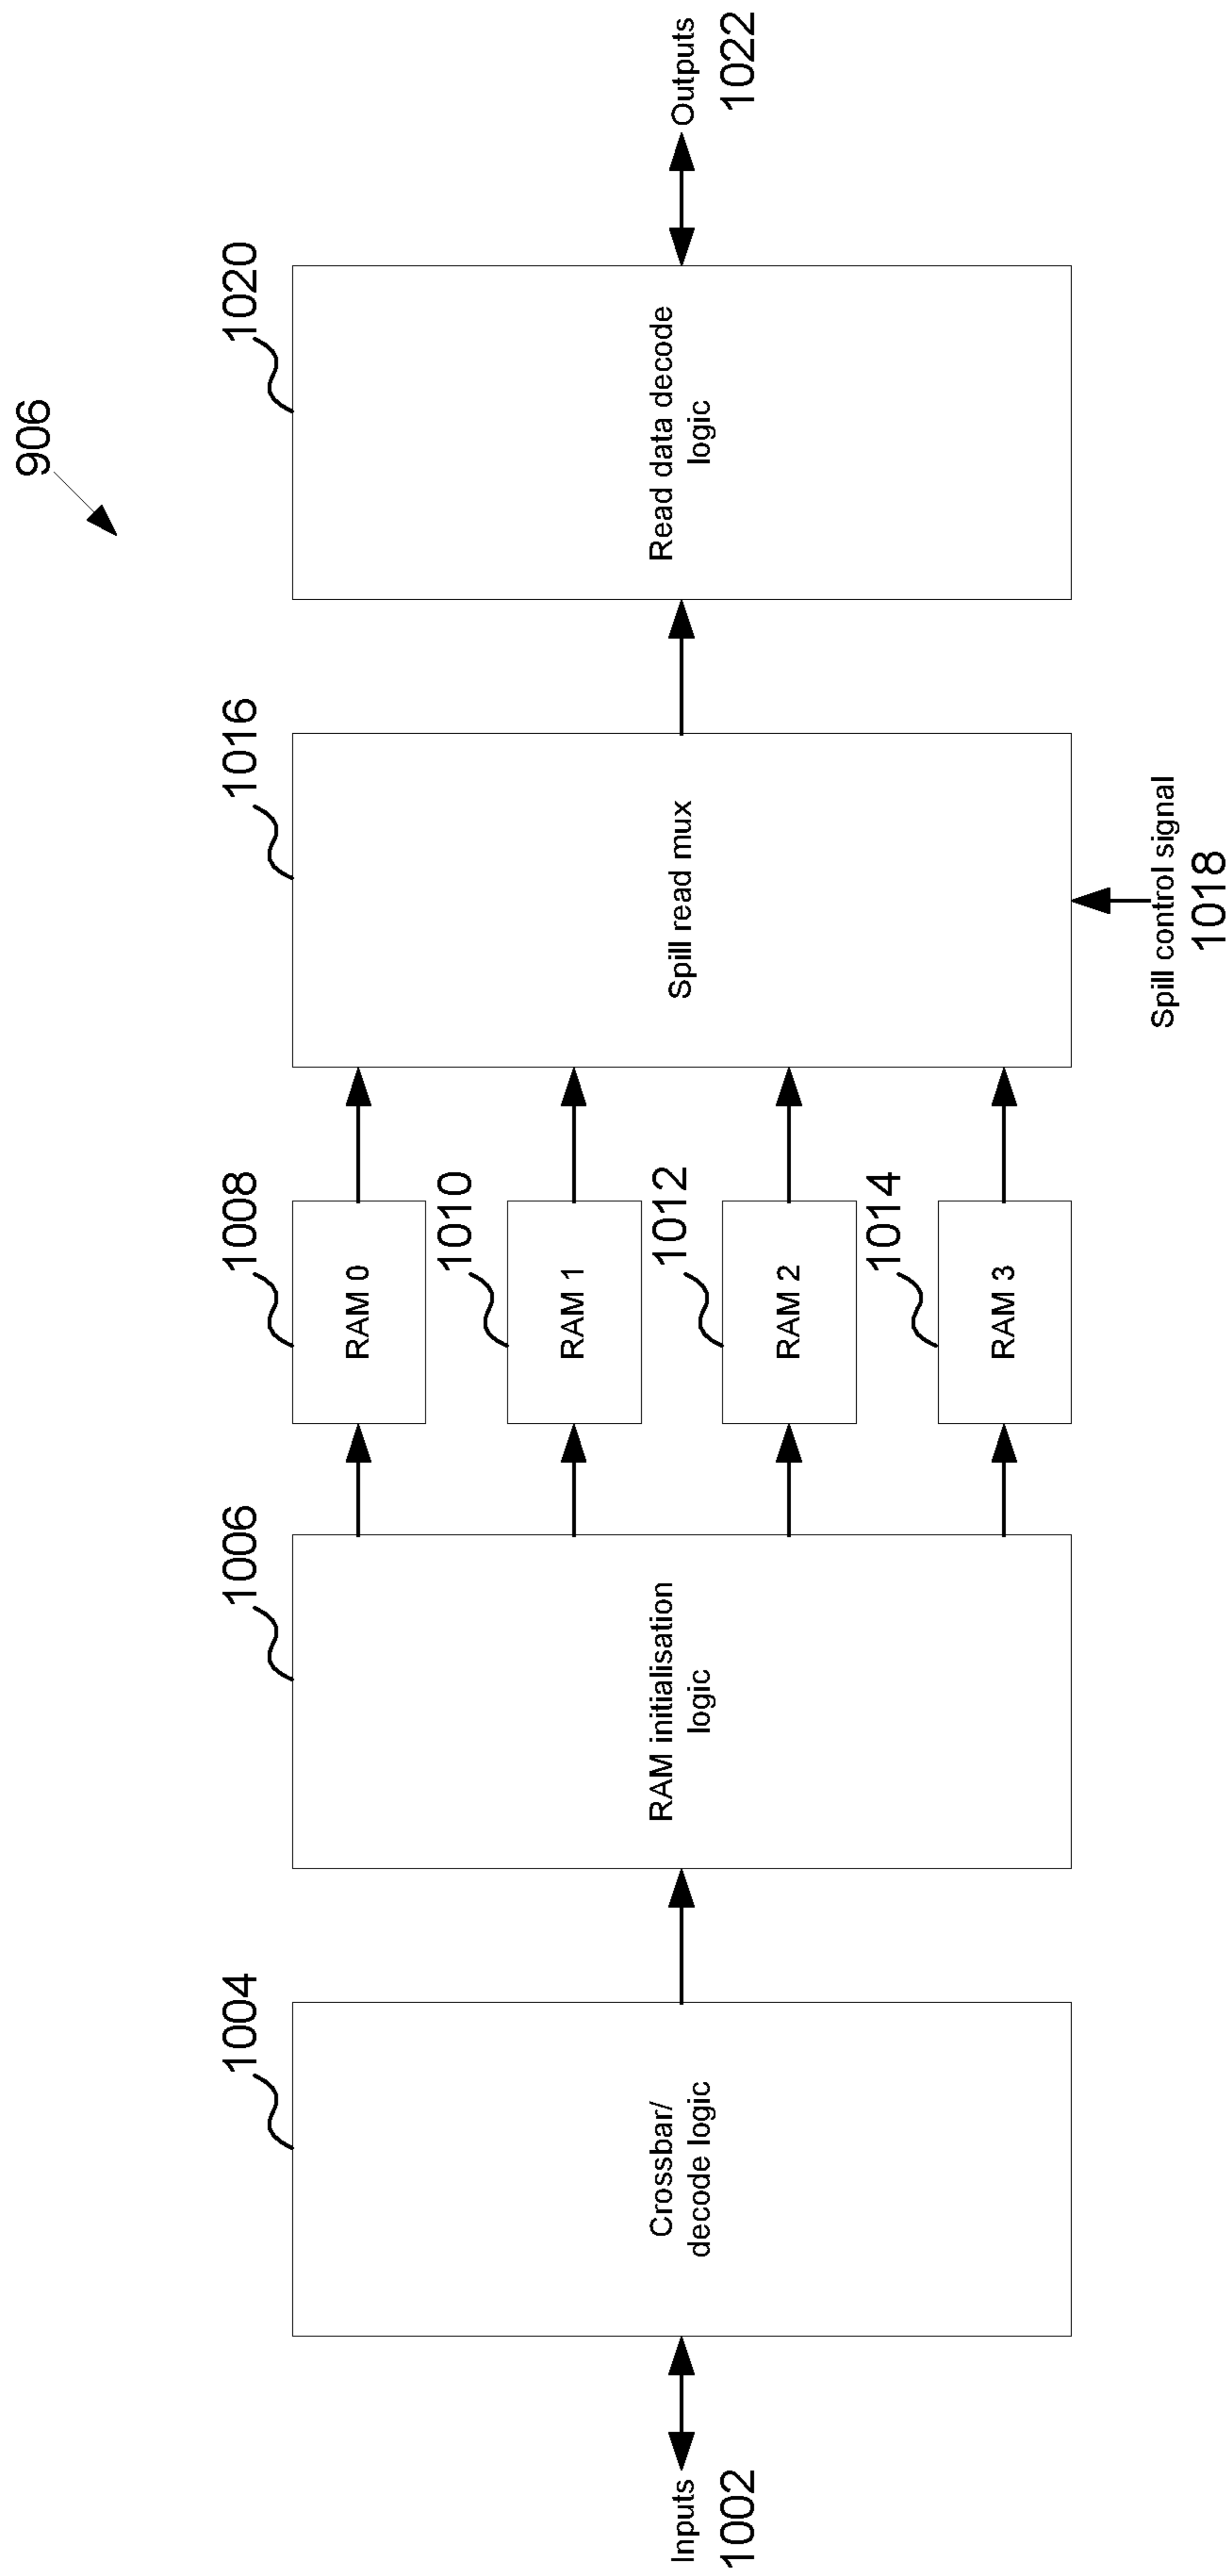 906
1004
1006
1008
1016
1020
Inputs
1002
Crossbar/
decode logic
RAM initialisation
logic
RAM 0
1010
RAM 1
1012
RAM 2
1014
RAM 3
Spill read mux
Spill control signal
1018
Read data decode
logic
Outputs
1022